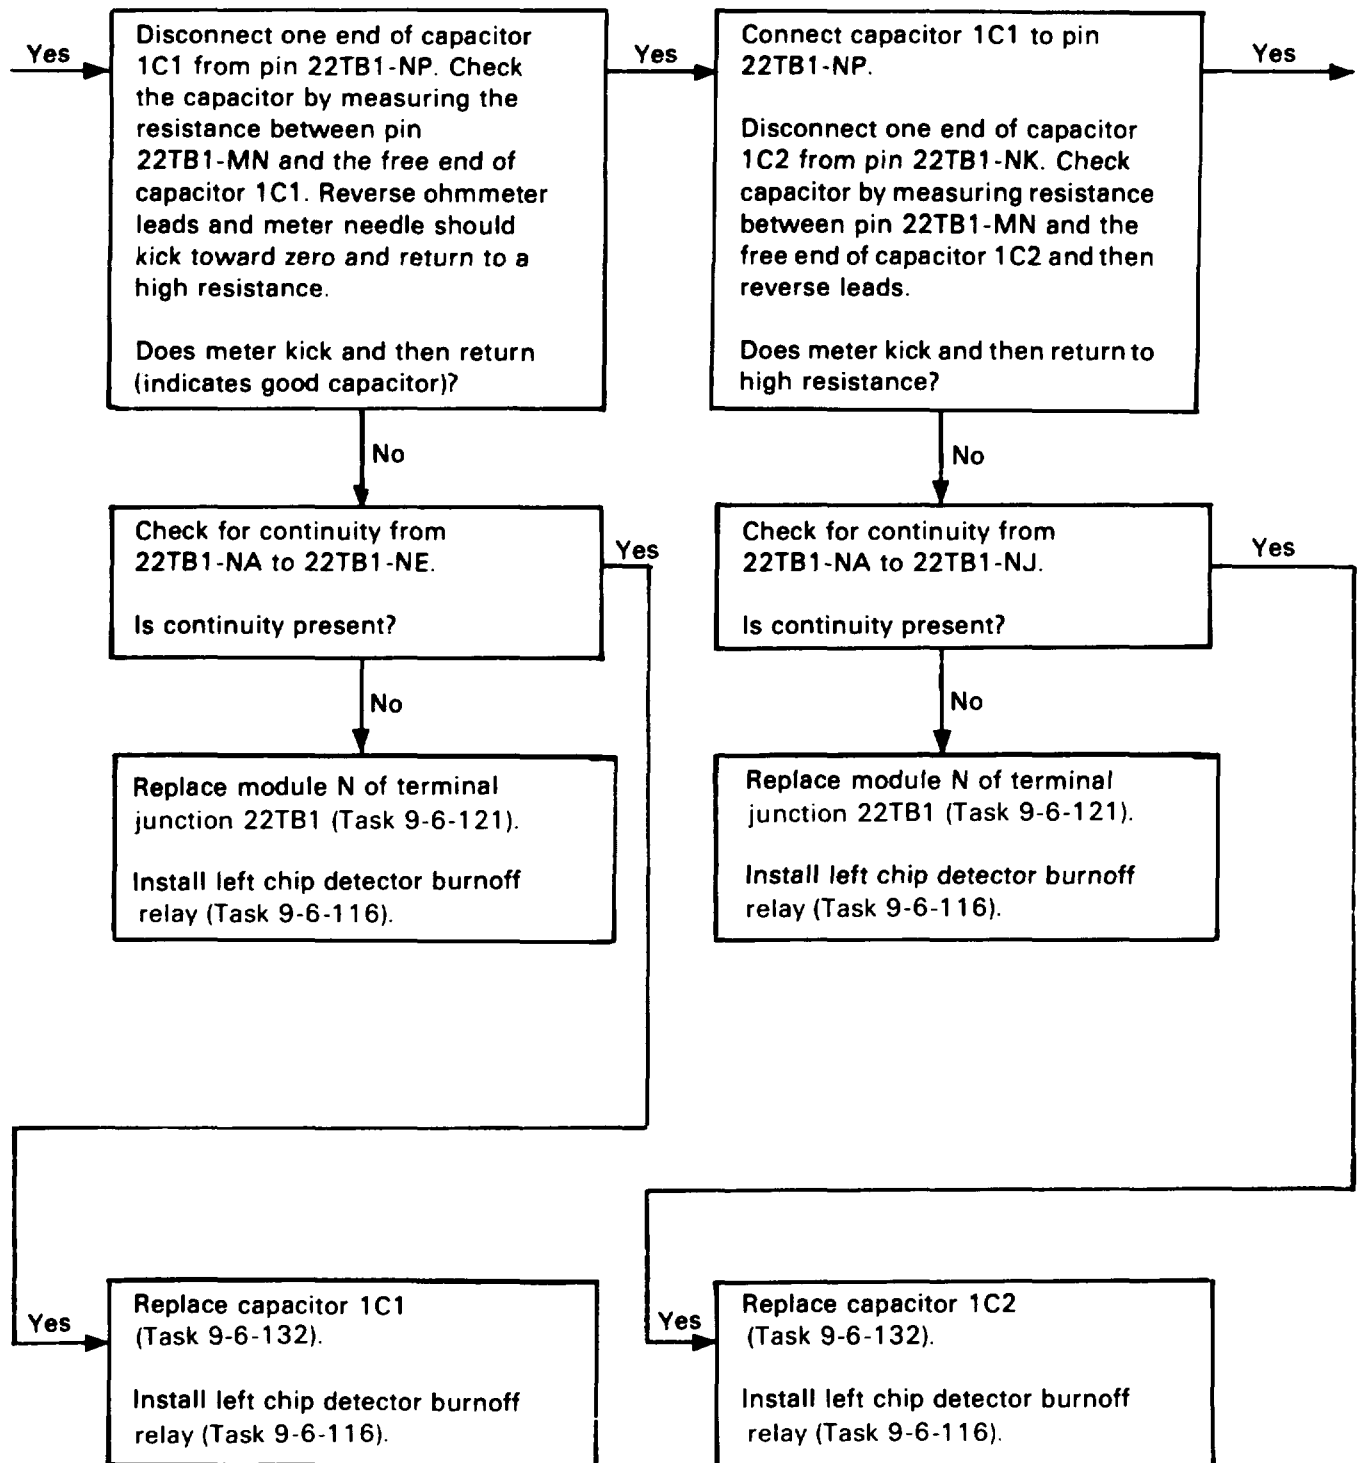 Yes
Disconnect one end of capacitor
1C1 from pin 22TB1-NP. Check
the capacitor by measuring the
resistance between pin
22TB1-MN and the free end of
capacitor 1C1. Reverse ohmmeter
leads and meter needle should
kick toward zero and return to a
high resistance.
Does meter kick and then return
(indicates good capacitor)?
Yes
Connect capacitor 1C1 to pin
22TB1-NP.
Disconnect one end of capacitor
1C2 from pin 22TB1-NK. Check
capacitor by measuring resistance
between pin 22TB1-MN and the
free end of capacitor 1C2 and then
reverse leads.
Does meter kick and then return to
high resistance?
Yes
No
No
Check for continuity from
22TB1-NA to 22TB1-NE.
Is continuity present?
Yes
Check for continuity from
22TB1-NA to 22TB1-NJ.
Is continuity present?
Yes
No
No
Replace module N of terminal
junction 22TB1 (Task 9-6-121).
Install left chip detector burnoff
relay (Task 9-6-116).
Replace module N of terminal
junction 22TB1 (Task 9-6-121).
Install left chip detector burnoff
relay (Task 9-6-116).
Yes
Replace capacitor 1C1
(Task 9-6-132).
Install left chip detector burnoff
relay (Task 9-6-116).
Yes
Replace capacitor 1C2
(Task 9-6-132).
Install left chip detector burnoff
relay (Task 9-6-116).